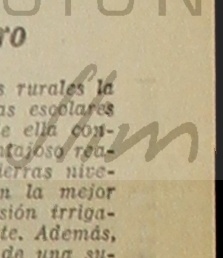 ro
s rurales la
as escolares
e ella con-
ntajoso rea-
ierras nive-
n la mejor
sión irriga-
te. Además,
de una su-